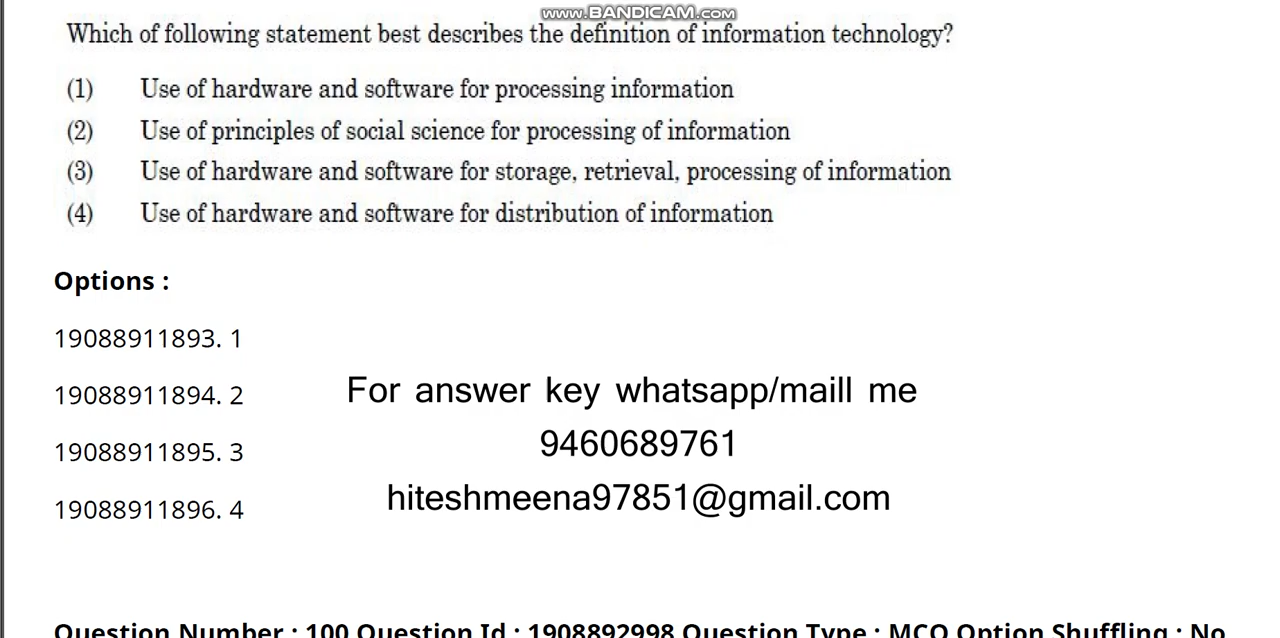 www.BANDICAM.com
Which of following statement best describes the definition of information technology?
(1) Use of hardware and software for processing information
(2) Use of principles of social science for processing of information
(3) Use of hardware and software for storage, retrieval, processing of information
(4) Use of hardware and software for distribution of information
Options :
19088911893. 1
19088911894. 2
19088911895. 3
19088911896. 4
For answer key whatsapp/maill me
9460689761
hiteshmeena97851@gmail.com
Question Number : 100 Question Id : 1908892998 Question Type : MCQ Option Shuffling : No